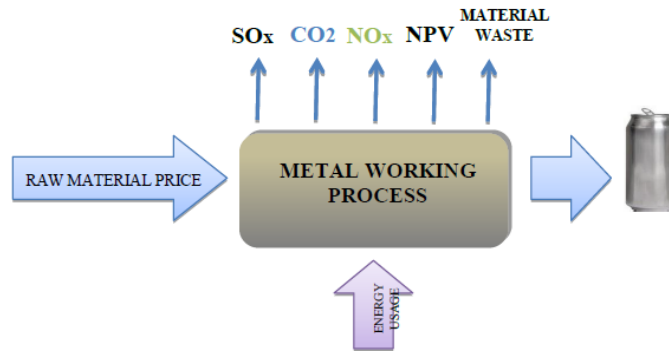 SOx CO2 NOx NPV MATERIAL
WASTE
RAW MATERIAL PRICE
METAL WORKING
PROCESS
ENERGY
USAGE